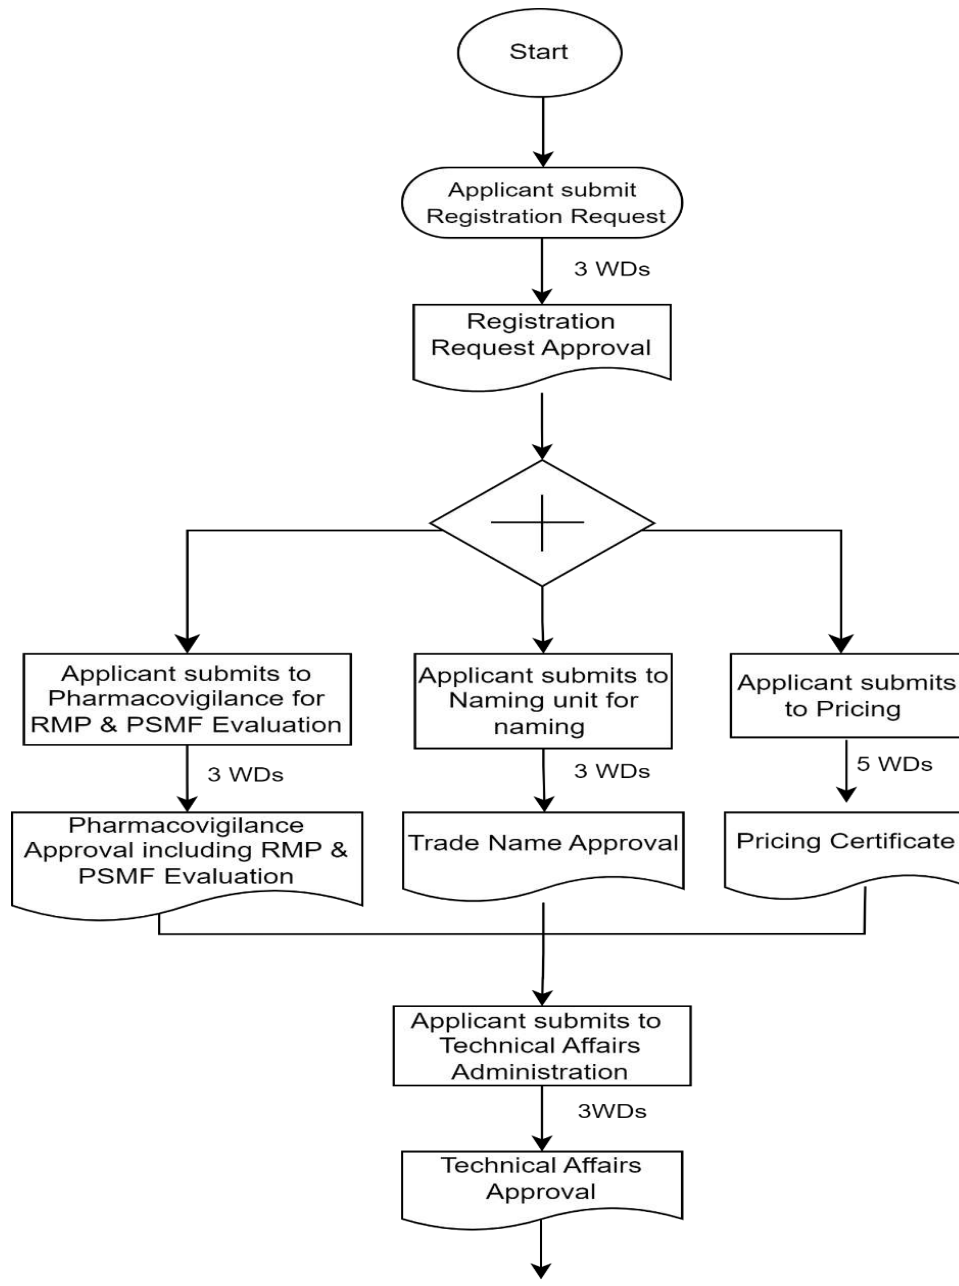 Start
Applicant submit
Registration Request
3 WDs
Registration
Request Approval
Applicant submits to
Pharmacovigilance for
RMP & PSMF Evaluation
Applicant submits to
Naming unit for
naming
Applicant submits
to Pricing
3 WDs
3 WDs
5 WDs
Pharmacovigilance
Approval including RMP &
PSMF Evaluation
Trade Name Approval
Pricing Certificate
Applicant submits to
Technical Affairs
Administration
3WDs
Technical Affairs
Approval